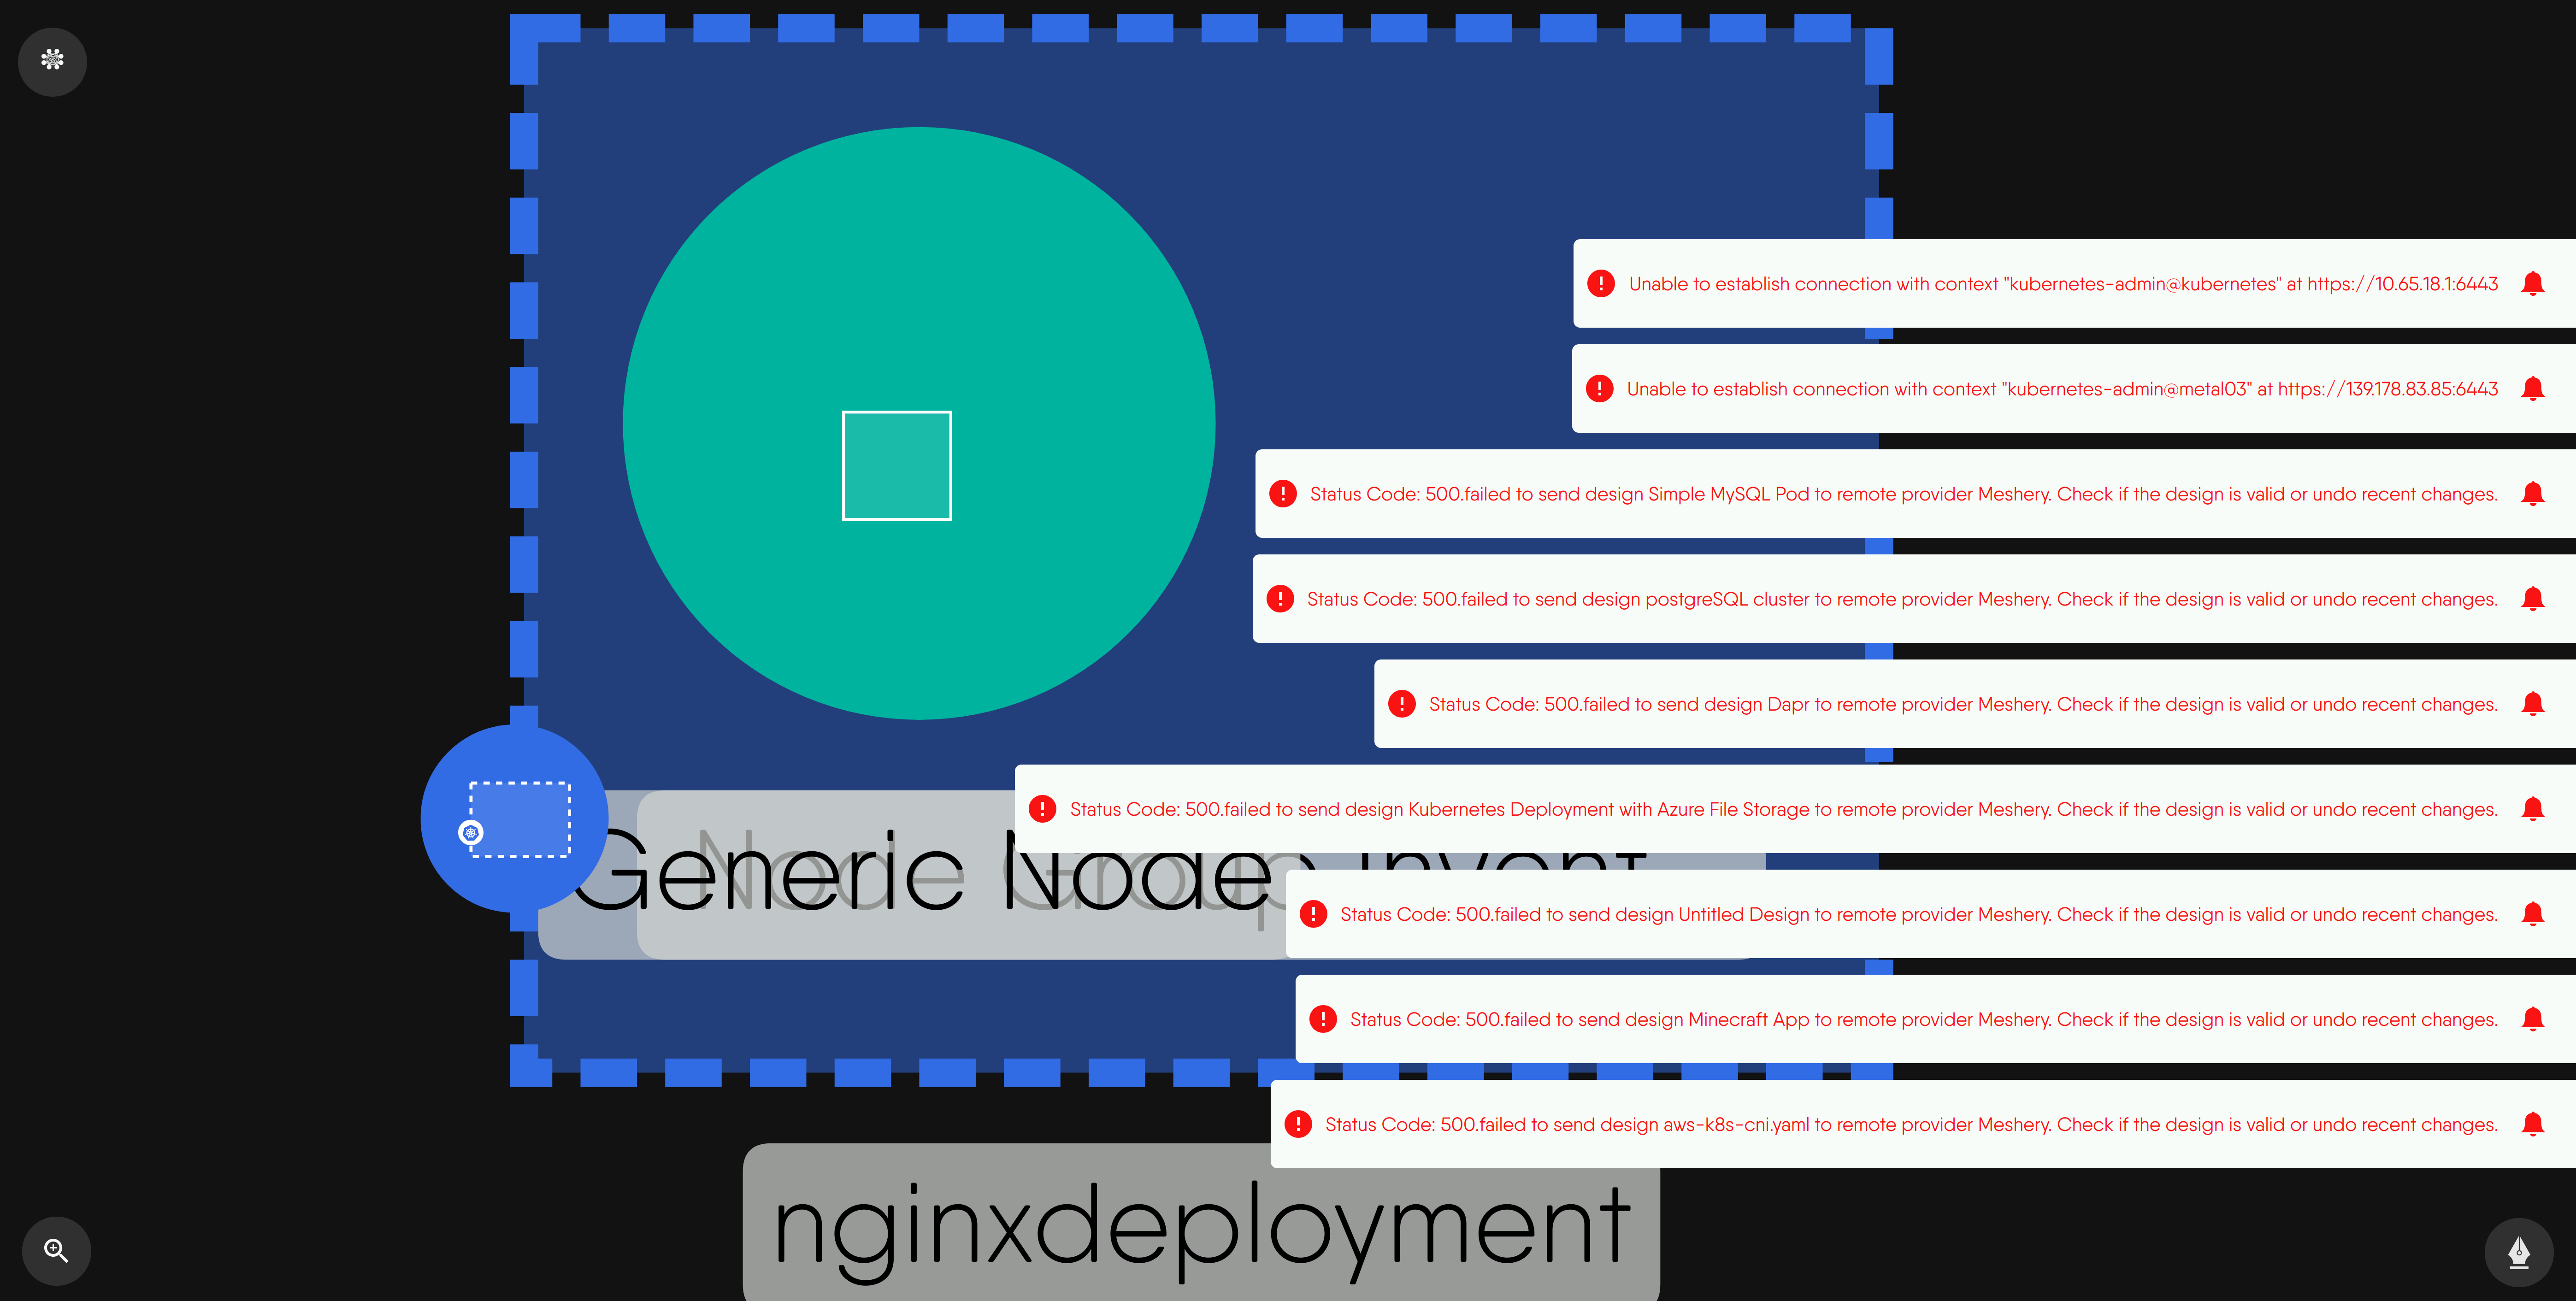 Unable to establish connection with context "kubernetes-admin@kubernetes" at https://10.65.18.1:6443
Unable to establish connection with context "kubernetes-admin@metal03" at https://139.178.83.85:6443
Status Code: 500.failed to send design Simple MySQL Pod to remote provider Meshery. Check if the design is valid or undo recent changes.
Status Code: 500.failed to send design postgreSQL cluster to remote provider Meshery. Check if the design is valid or undo recent changes.
Status Code: 500.failed to send design Dapr to remote provider Meshery. Check if the design is valid or undo recent changes.
Status Code: 500.failed to send design Kubernetes Deployment with Azure File Storage to remote provider Meshery. Check if the design is valid or undo recent changes.
Generic Node
Node Group
Status Code: 500.failed to send design Untitled Design to remote provider Meshery. Check if the design is valid or undo recent changes.
Status Code: 500.failed to send design Minecraft App to remote provider Meshery. Check if the design is valid or undo recent changes.
Status Code: 500.failed to send design aws-k8s-cni.yaml to remote provider Meshery. Check if the design is valid or undo recent changes.
nginxdeployment